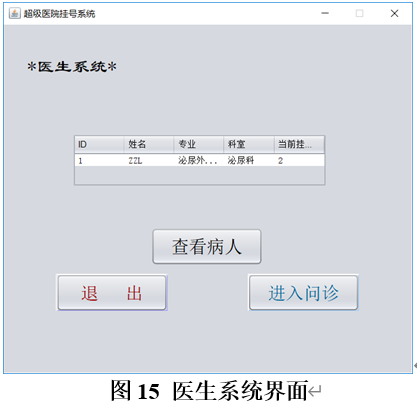 超级医院挂号系统
*医生系统*
ID 姓名 专业 科室 当前挂...
1 ZZL 泌尿外... 泌尿科 2
查看病人
退 出 进入问诊
图 15 医生系统界面